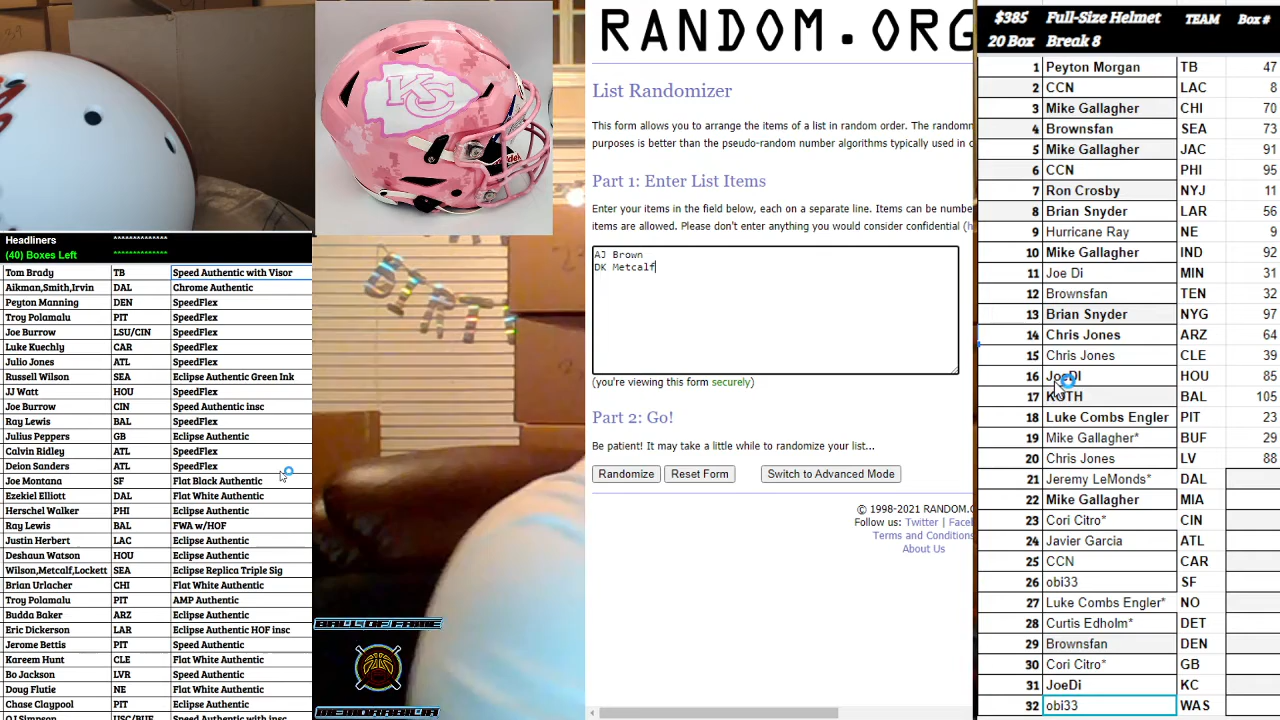 KC
Headliners **************
(40) Boxes Left **************
Tom Brady TB Speed Authentic with Visor
Aikman,Smith,Irvin DAL Chrome Authentic
Peyton Manning DEN SpeedFlex
Troy Polamalu PIT SpeedFlex
Joe Burrow LSU/CIN SpeedFlex
Luke Kuechly CAR SpeedFlex
Julio Jones ATL SpeedFlex
Russell Wilson SEA Eclipse Authentic Green Ink
JJ Watt HOU SpeedFlex
Joe Burrow CIN Speed Authentic insc
Ray Lewis BAL SpeedFlex
Julius Peppers GB Eclipse Authentic
Calvin Ridley ATL SpeedFlex
Deion Sanders ATL SpeedFlex
Joe Montana SF Flat Black Authentic
Ezekiel Elliott DAL Flat White Authentic
Herschel Walker PHI Eclipse Authentic
Ray Lewis BAL FWA w/HOF
Justin Herbert LAC Eclipse Authentic
Deshaun Watson HOU Eclipse Authentic
Wilson,Metcalf,Lockett SEA Eclipse Replica Triple Sig
Brian Urlacher CHI Flat White Authentic
Troy Polamalu PIT AMP Authentic
Budda Baker ARZ Eclipse Authentic
Eric Dickerson LAR Eclipse Authentic HOF insc
Jerome Bettis PIT Speed Authentic
Kareem Hunt CLE Flat White Authentic
Bo Jackson LVR Speed Authentic
Doug Flutie NE Flat White Authentic
Chase Claypool PIT Eclipse Authentic
OJ Simpson USC/BUF Speed Authentic with insc
BALL OF FAME
MEMORABILIA
RANDOM.ORG
List Randomizer
This form allows you to arrange the items of a list in random order. The randomn
purposes is better than the pseudo-random number algorithms typically used in c
Part 1: Enter List Items
Enter your items in the field below, each on a separate line. Items can be numbe
items are allowed. Please don't enter anything you would consider confidential (h
AJ Brown
DK Metcalf
(you're viewing this form securely)
Part 2: Go!
Be patient! It may take a little while to randomize your list...
Randomize Reset Form Switch to Advanced Mode
© 1998-2021 RANDOM.O
Follow us: Twitter | Faceb
Terms and Conditions
About Us
$385 Full-Size Helmet TEAM Box #
20 Box Break 8
1 Peyton Morgan TB 47
2 CCN LAC 8
3 Mike Gallagher CHI 70
4 Brownsfan SEA 73
5 Mike Gallagher JAC 91
6 CCN PHI 95
7 Ron Crosby NYJ 11
8 Brian Snyder LAR 56
9 Hurricane Ray NE 9
10 Mike Gallagher IND 92
11 Joe Di MIN 31
12 Brownsfan TEN 32
13 Brian Snyder NYG 97
14 Chris Jones ARZ 64
15 Chris Jones CLE 39
16 JoeDI HOU 85
17 KOTH BAL 105
18 Luke Combs Engler PIT 23
19 Mike Gallagher* BUF 29
20 Chris Jones LV 88
21 Jeremy LeMonds* DAL
22 Mike Gallagher MIA
23 Cori Citro* CIN
24 Javier Garcia ATL
25 CCN CAR
26 obi33 SF
27 Luke Combs Engler* NO
28 Curtis Edholm* DET
29 Brownsfan DEN
30 Cori Citro* GB
31 JoeDi KC
32 obi33 WAS